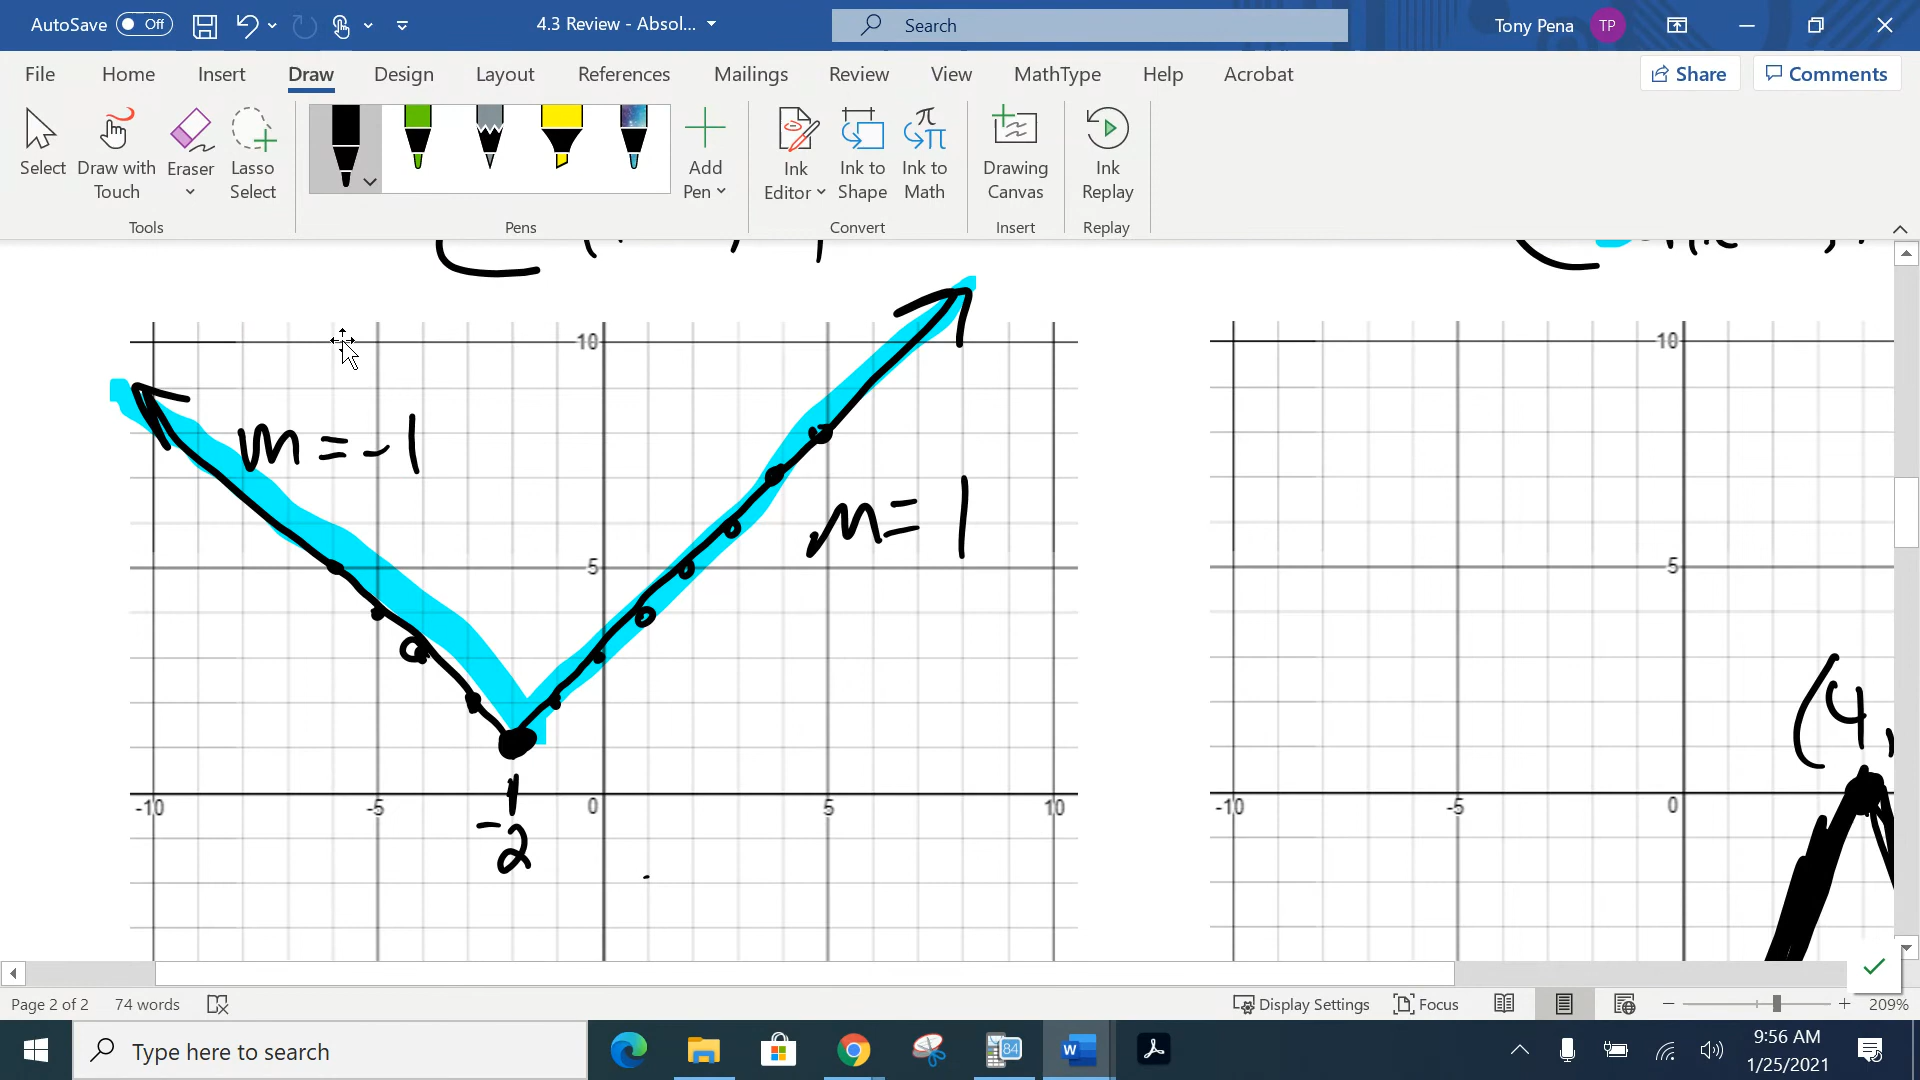 AutoSave Off 4.3 Review - Absol... Search Tony Pena TP
File Home Insert Draw Design Layout References Mailings Review View MathType Help Acrobat Share Comments
Select Draw with Touch Eraser Lasso Select Add Pen Ink Editor Ink to Shape Ink to Math Drawing Canvas Ink Replay
Tools Pens Convert Insert Replay
10 10
m = -1
m = 1
5 5
(4,
-10 -5 0 5 10 -10 -5 0
-2
Page 2 of 2 74 words Display Settings Focus 209%
Type here to search 84 W 9:56 AM
1/25/2021